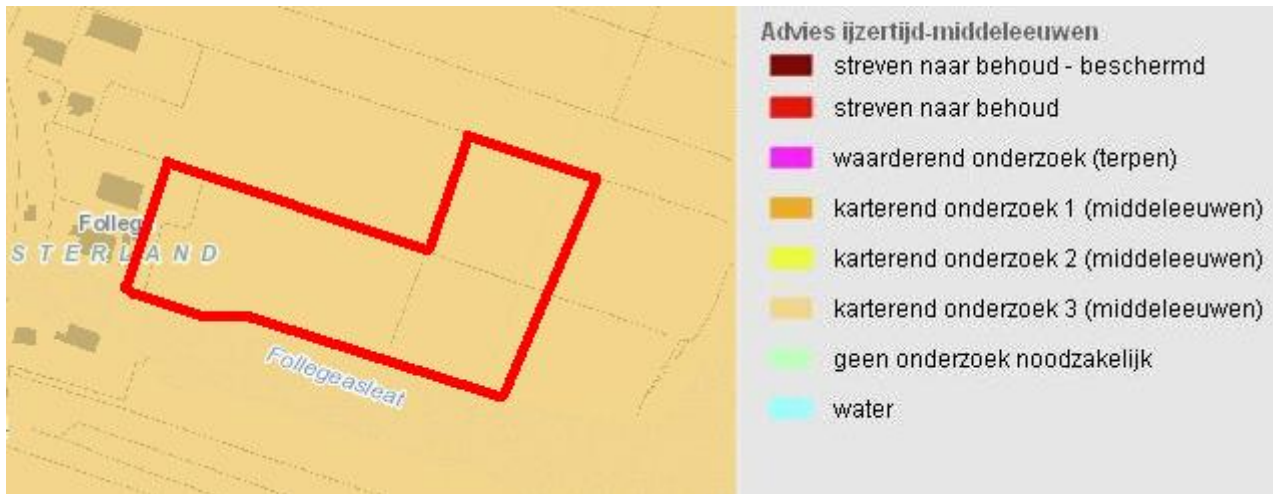 Folleg
STERLAND
Follegeasleat
Advies ijzertijd-middeleeuwen
streven naar behoud - beschermd
streven naar behoud
waarderend onderzoek (terpen)
karterend onderzoek 1 (middeleeuwen)
karterend onderzoek 2 (middeleeuwen)
karterend onderzoek 3 (middeleeuwen)
geen onderzoek noodzakelijk
water